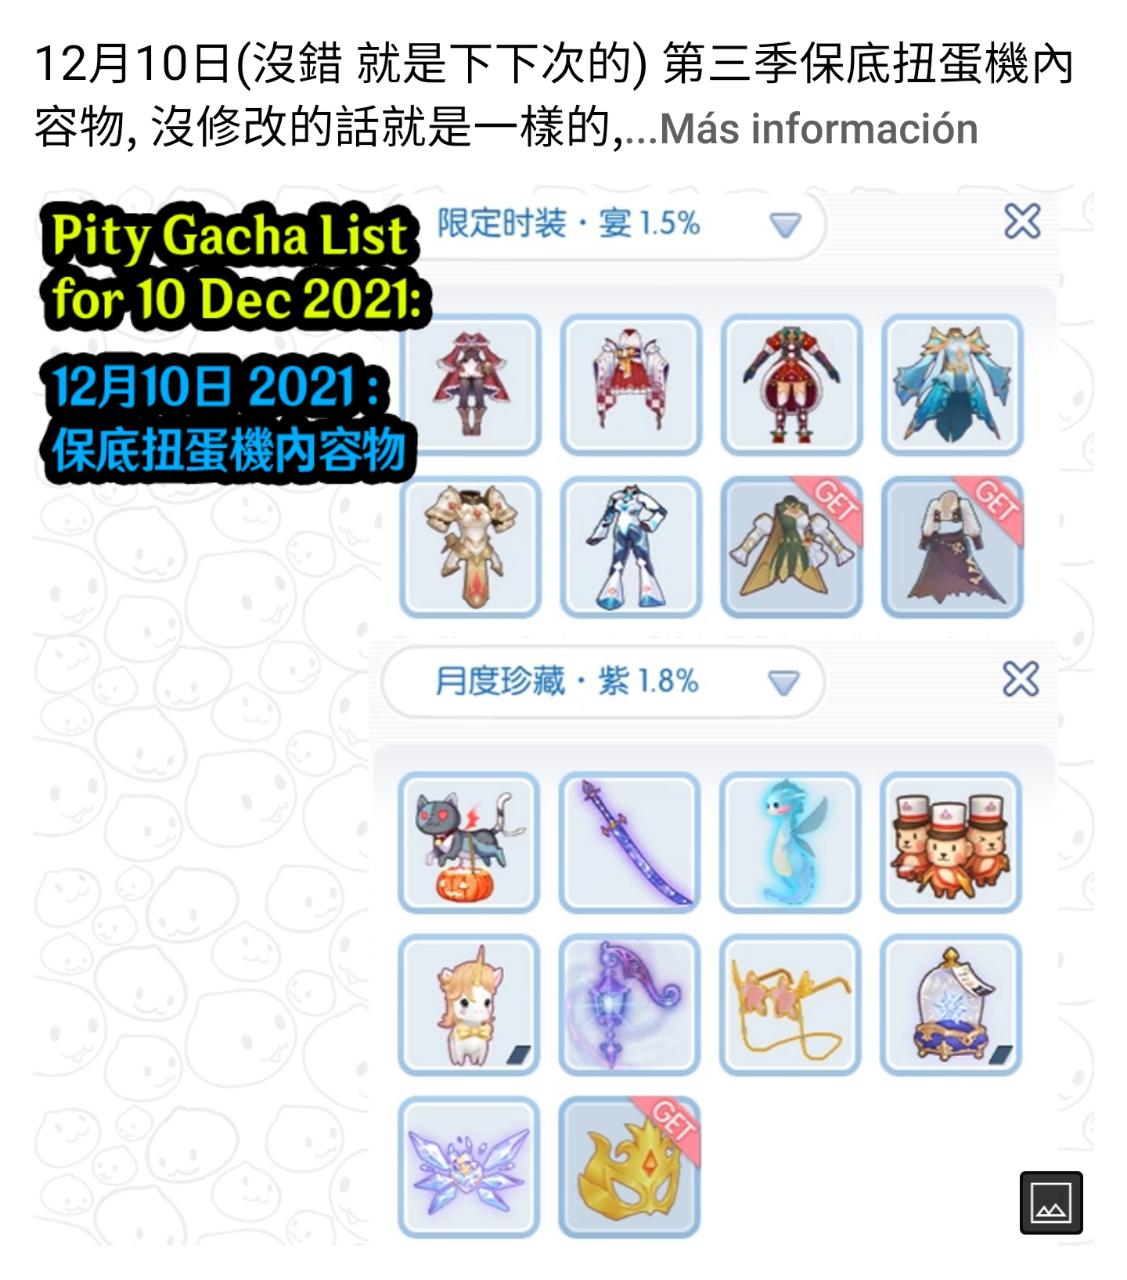 12月10日(沒錯 就是下下次的) 第三季保底扭蛋機內
容物, 沒修改的話就是一樣的,...Más información
Pity Gacha List
for 10 Dec 2021:
12月10日 2021 :
保底扭蛋機內容物
限定时装·宴 1.5%
GET
GET
月度珍藏·紫 1.8%
GET